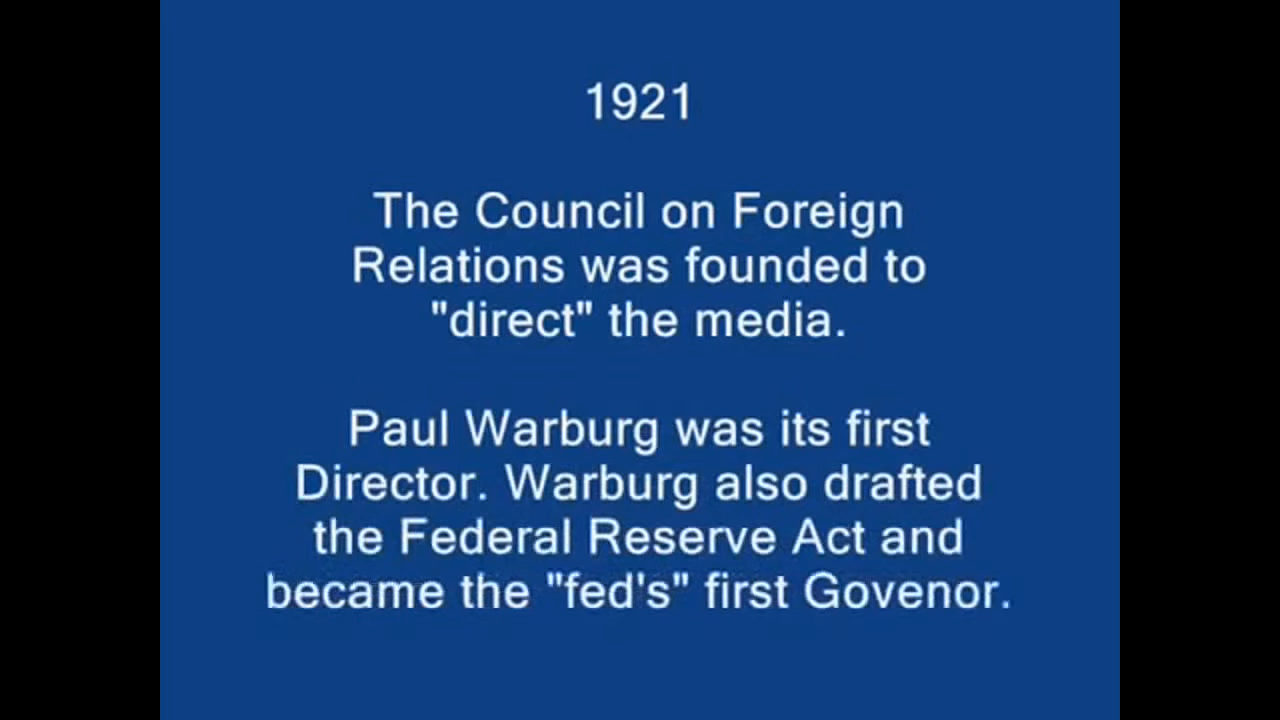 1921
The Council on Foreign
Relations was founded to
"direct" the media.
Paul Warburg was its first
Director. Warburg also drafted
the Federal Reserve Act and
became the "fed's" first Govenor.